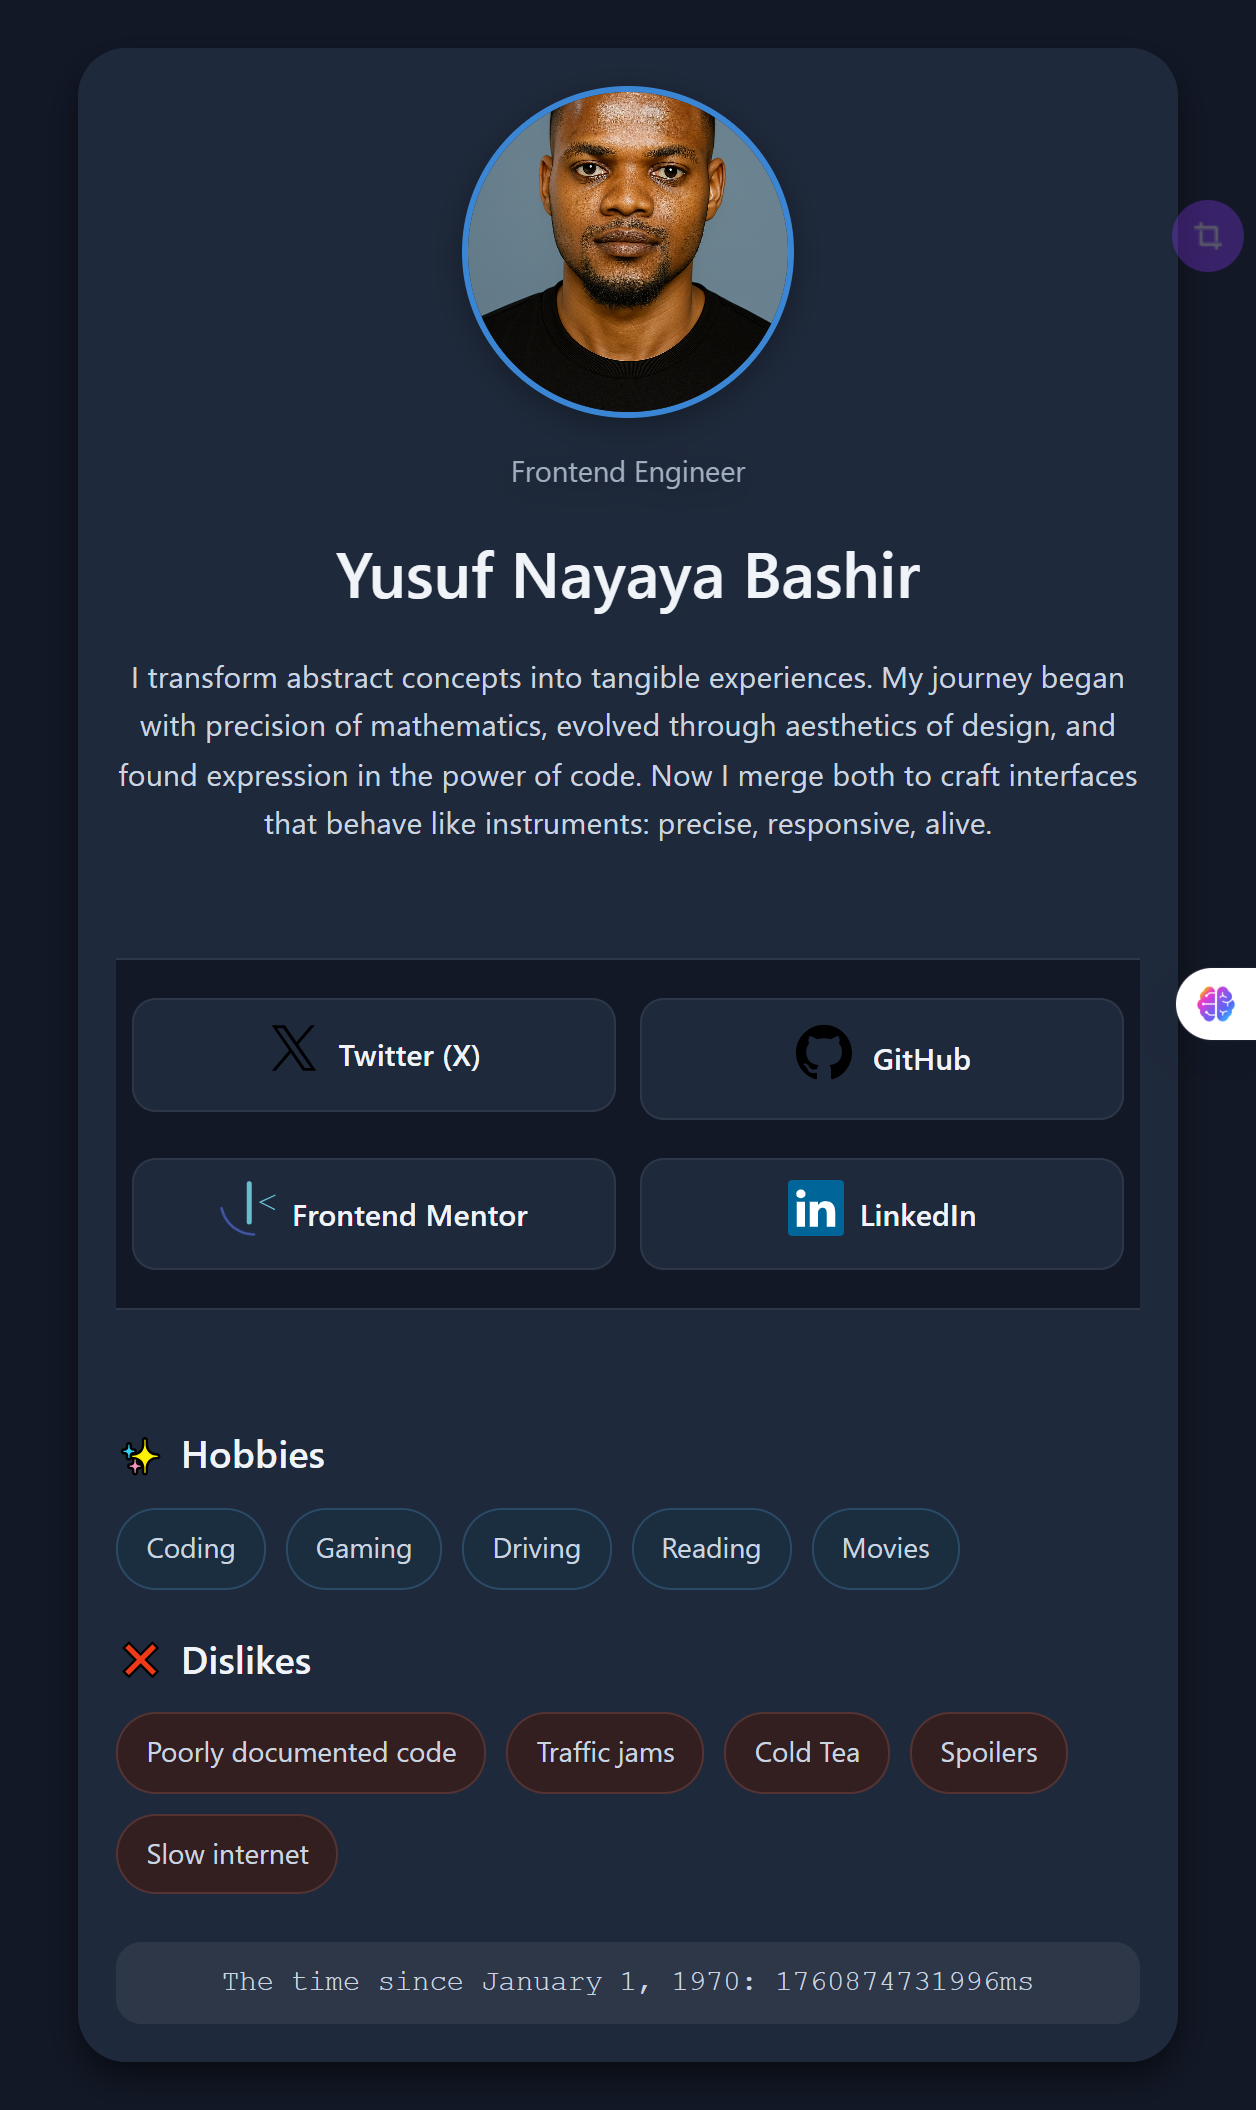 Frontend Engineer
Yusuf Nayaya Bashir
I transform abstract concepts into tangible experiences. My journey began
with precision of mathematics, evolved through aesthetics of design, and
found expression in the power of code. Now I merge both to craft interfaces
that behave like instruments: precise, responsive, alive.
Twitter (X)
GitHub
Frontend Mentor
in LinkedIn
Hobbies
Coding
Gaming
Driving
Reading
Movies
Dislikes
Poorly documented code
Traffic jams
Cold Tea
Spoilers
Slow internet
The time since January 1, 1970: 1760874731996ms